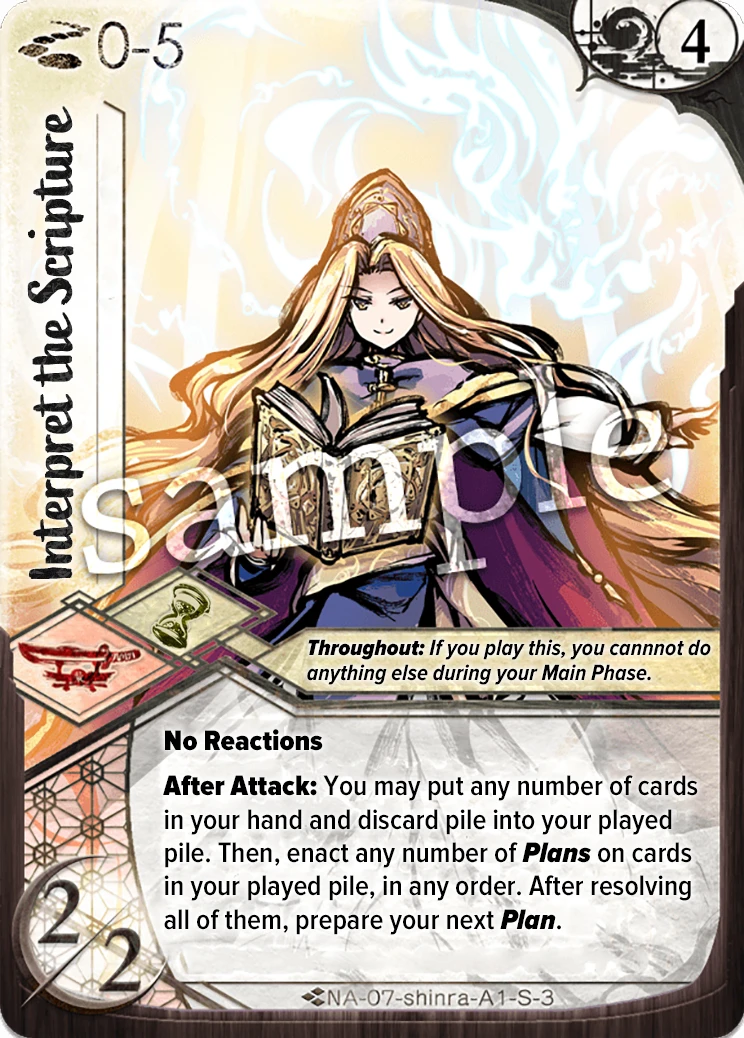 0-5
4
Interpret the Scripture
sample
Throughout: If you play this, you cannnot do
anything else during your Main Phase.
No Reactions
After Attack: You may put any number of cards
in your hand and discard pile into your played
pile. Then, enact any number of Plans on cards
in your played pile, in any order. After resolving
all of them, prepare your next Plan.
2/2
NA-07-shinra-A1-S-3